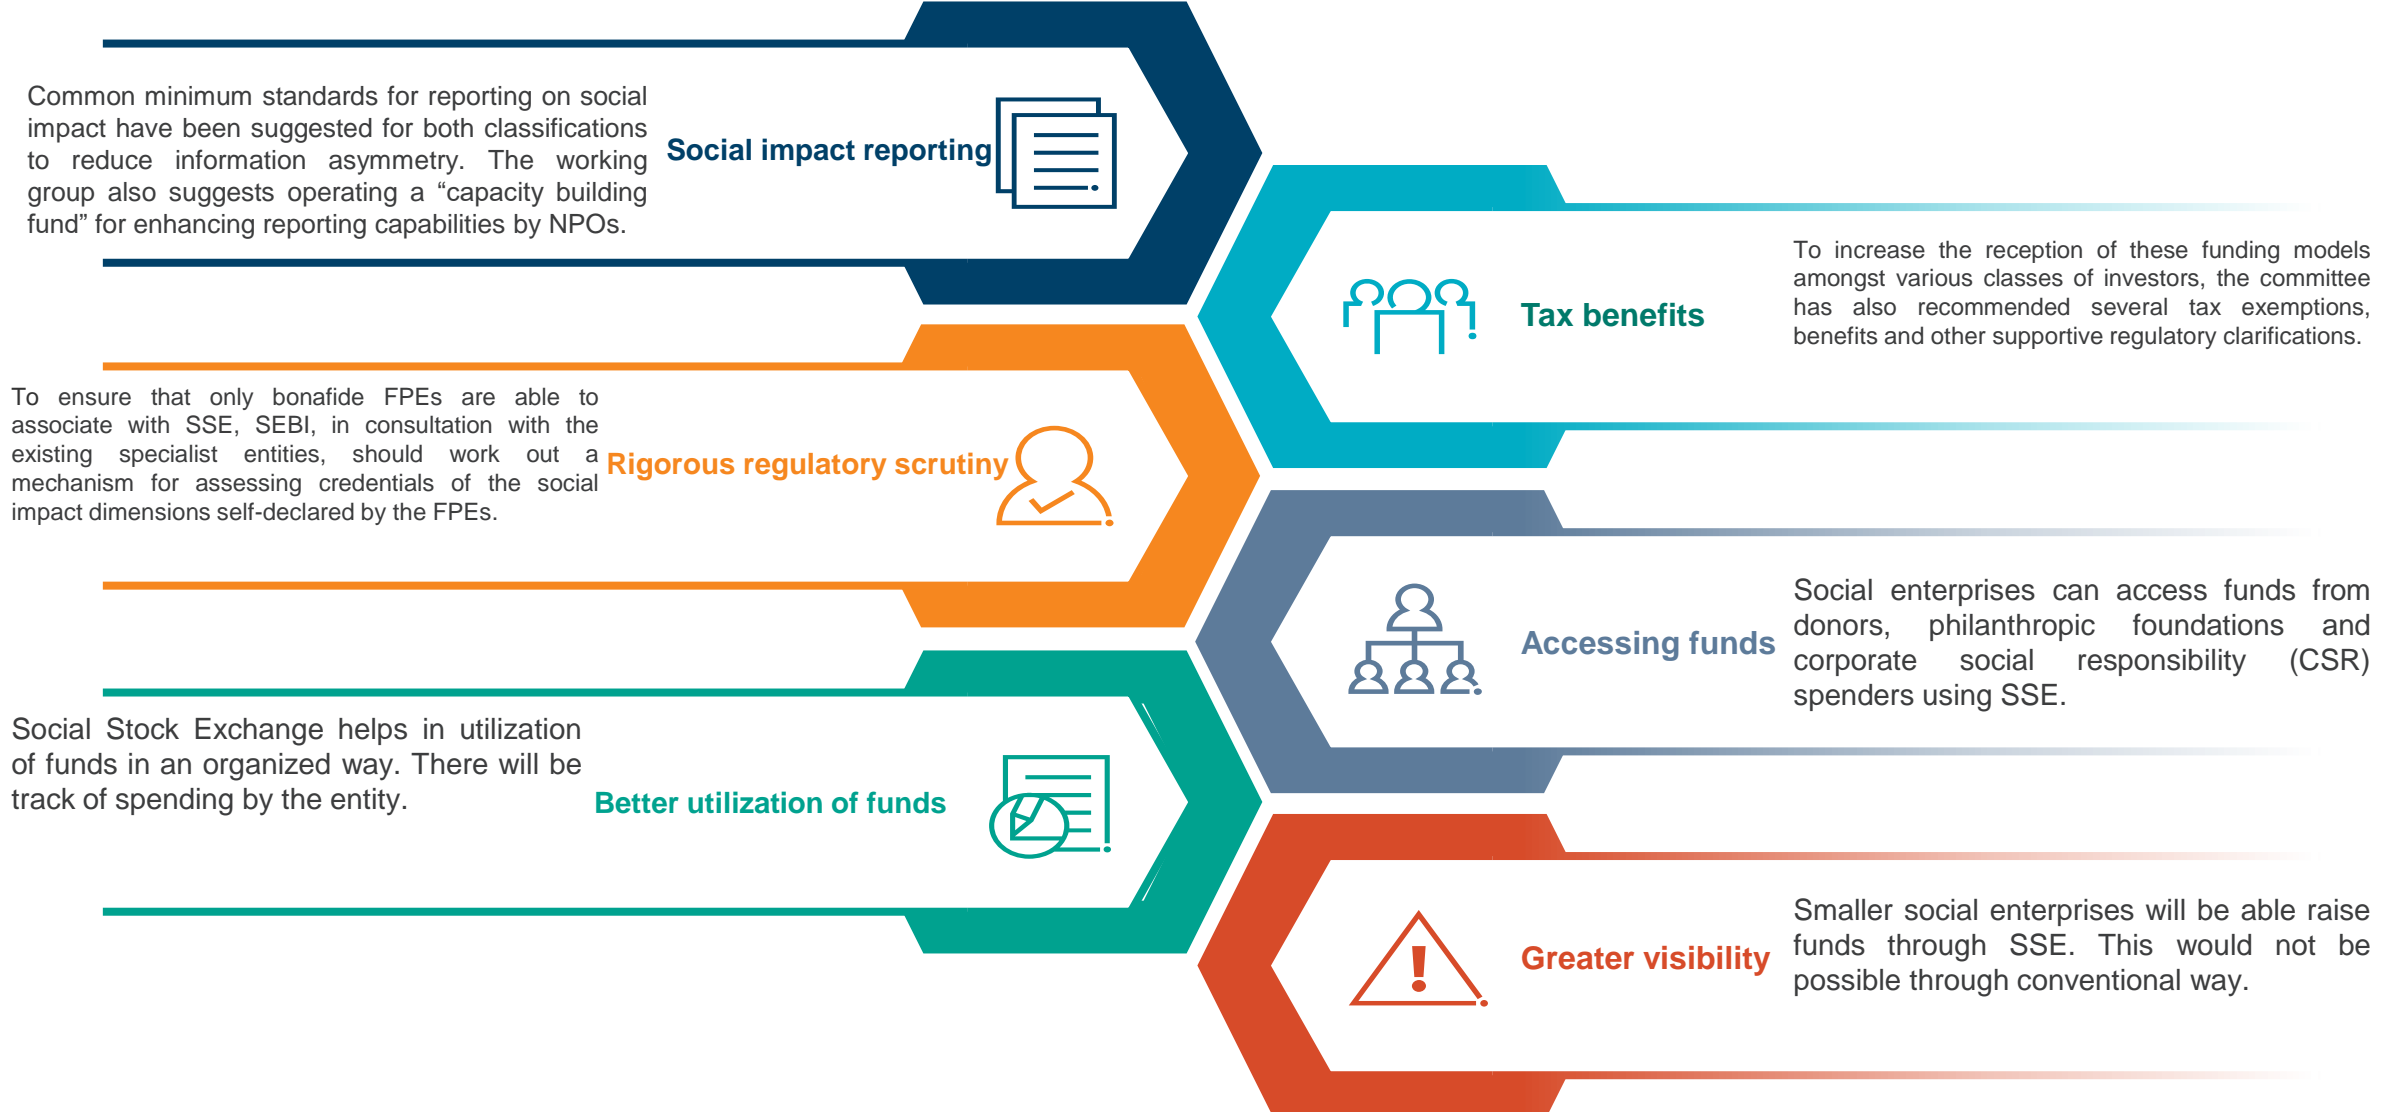 Common minimum standards for reporting on social
impact have been suggested for both classifications
to reduce information asymmetry. The working
group also suggests operating a “capacity building
fund” for enhancing reporting capabilities by NPOs.
Social impact reporting
Tax benefits
To increase the reception of these funding models
amongst various classes of investors, the committee
has also recommended several tax exemptions,
benefits and other supportive regulatory clarifications.
To ensure that only bonafide FPEs are able to
associate with SSE, SEBI, in consultation with the
existing specialist entities, should work out a
mechanism for assessing credentials of the social
impact dimensions self-declared by the FPEs.
Rigorous regulatory scrutiny
Accessing funds
Social enterprises can access funds from
donors, philanthropic foundations and
corporate social responsibility (CSR)
spenders using SSE.
Social Stock Exchange helps in utilization
of funds in an organized way. There will be
track of spending by the entity.
Better utilization of funds
Greater visibility
Smaller social enterprises will be able raise
funds through SSE. This would not be
possible through conventional way.